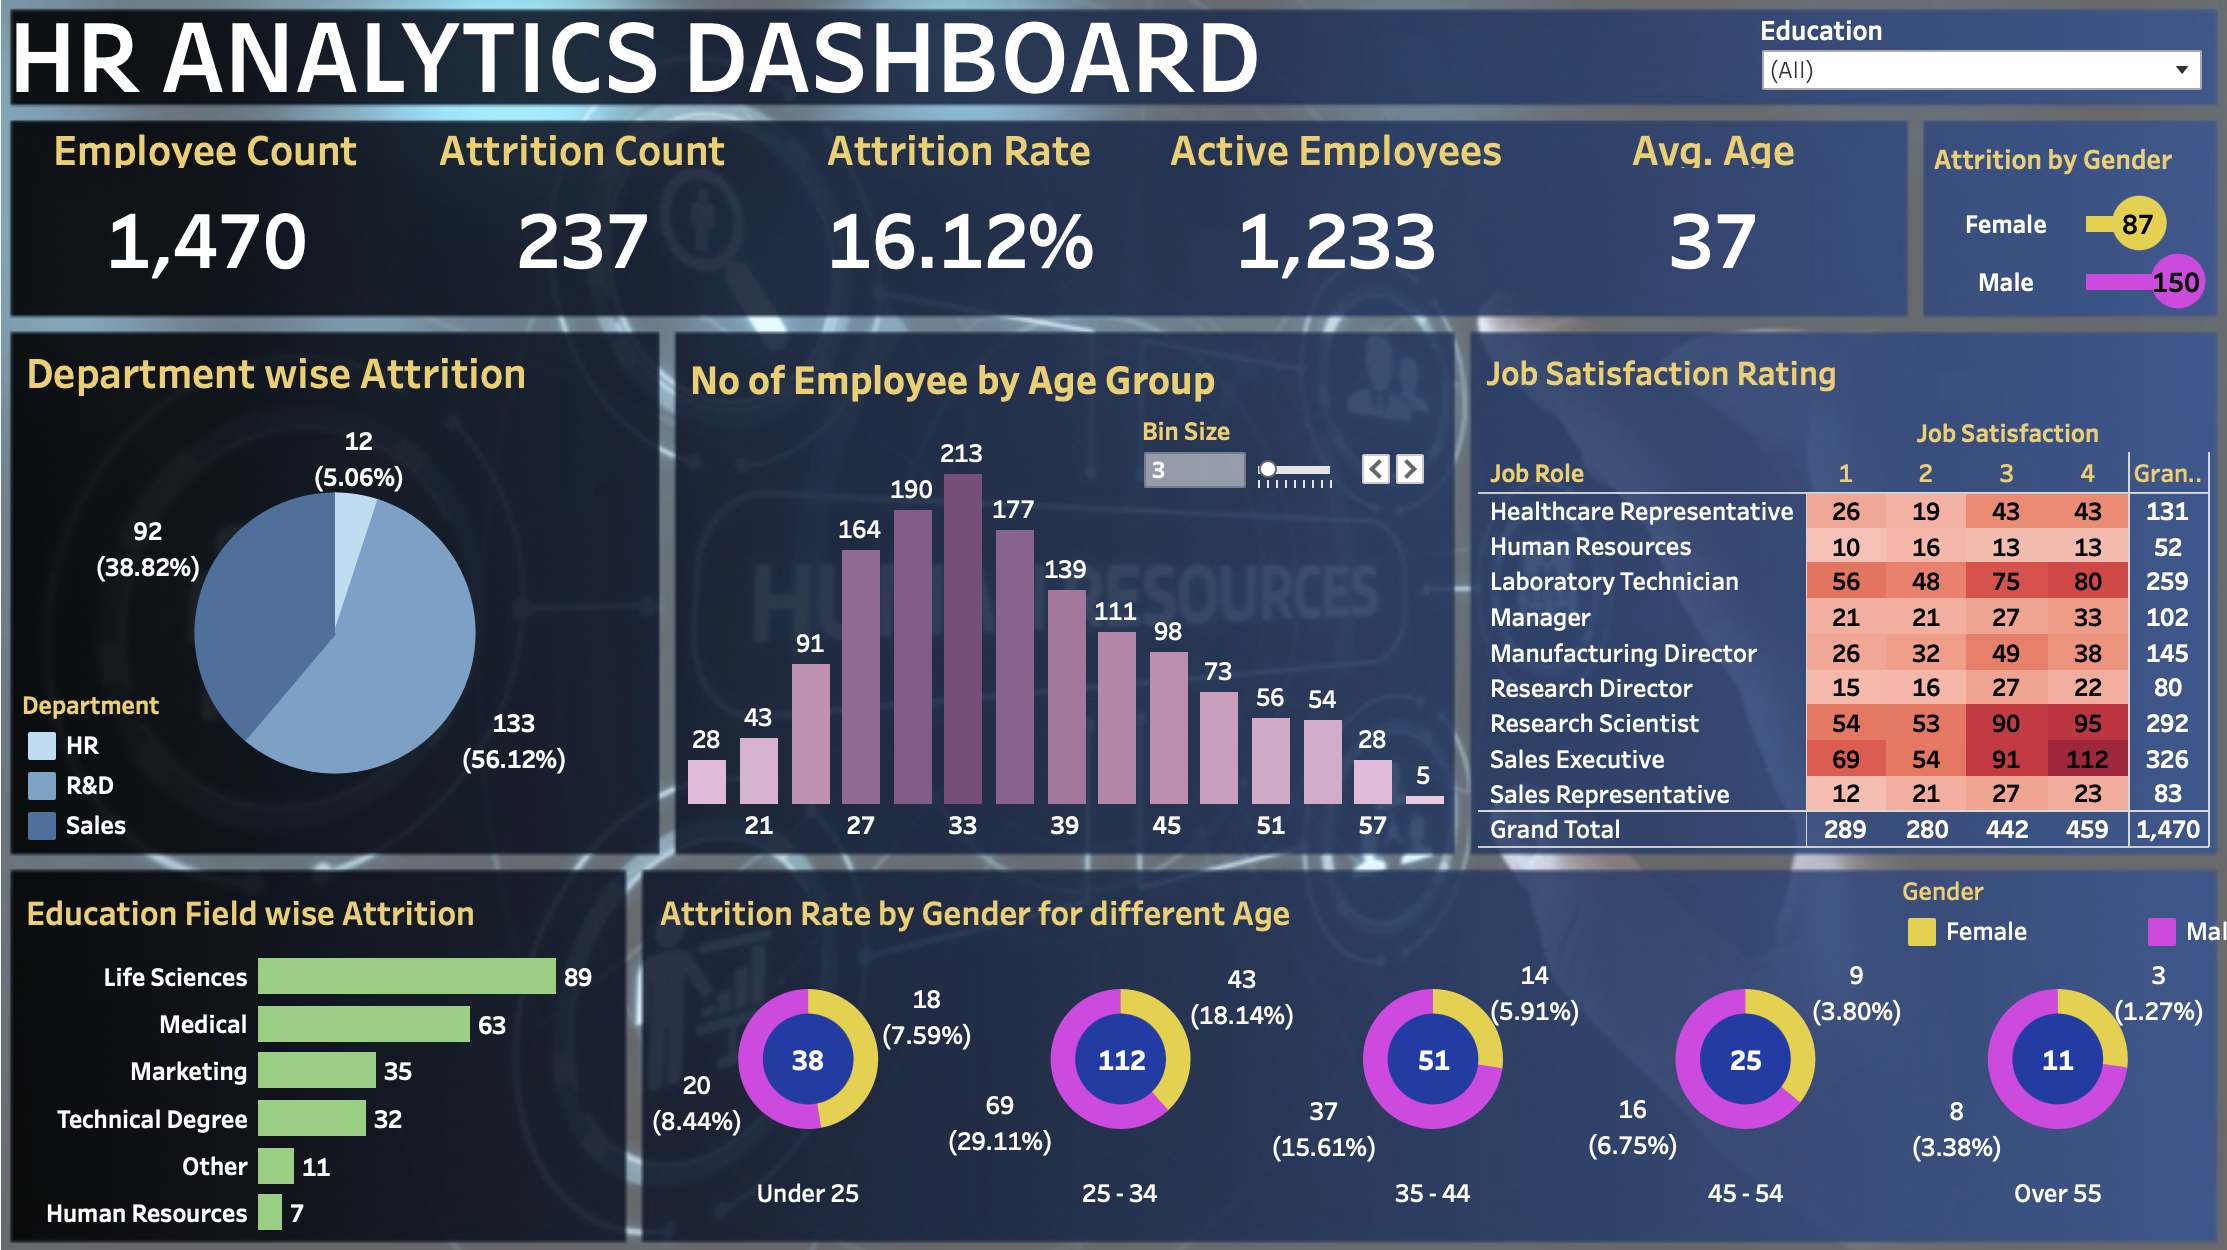 HR ANALYTICS DASHBOARD
Education
(All)
Employee Count
Attrition Count
Attrition Rate
Active Employees
Avg. Age
1,470
237
16.12%
1,233
37
Attrition by Gender
Female
87
Male
150
Department wise Attrition
12
(5.06%)
92
(38.82%)
133
(56.12%)
Department
HR
R&D
Sales
No of Employee by Age Group
Bin Size
3
28
43
91
164
190
213
177
139
111
98
73
56
54
28
5
21
27
33
39
45
51
57
HUMAN RESOURCES
Job Satisfaction Rating
Job Satisfaction
Job Role 1 2 3 4 Gran..
Healthcare Representative 26 19 43 43 131
Human Resources 10 16 13 13 52
Laboratory Technician 56 48 75 80 259
Manager 21 21 27 33 102
Manufacturing Director 26 32 49 38 145
Research Director 15 16 27 22 80
Research Scientist 54 53 90 95 292
Sales Executive 69 54 91 112 326
Sales Representative 12 21 27 23 83
Grand Total 289 280 442 459 1,470
Education Field wise Attrition
Life Sciences 89
Medical 63
Marketing 35
Technical Degree 32
Other 11
Human Resources 7
Attrition Rate by Gender for different Age
Gender
Female
Mal
18
(7.59%)
38
20
(8.44%)
Under 25
43
(18.14%)
112
69
(29.11%)
25 - 34
14
(5.91%)
51
37
(15.61%)
35 - 44
9
(3.80%)
25
16
(6.75%)
45 - 54
3
(1.27%)
11
8
(3.38%)
Over 55